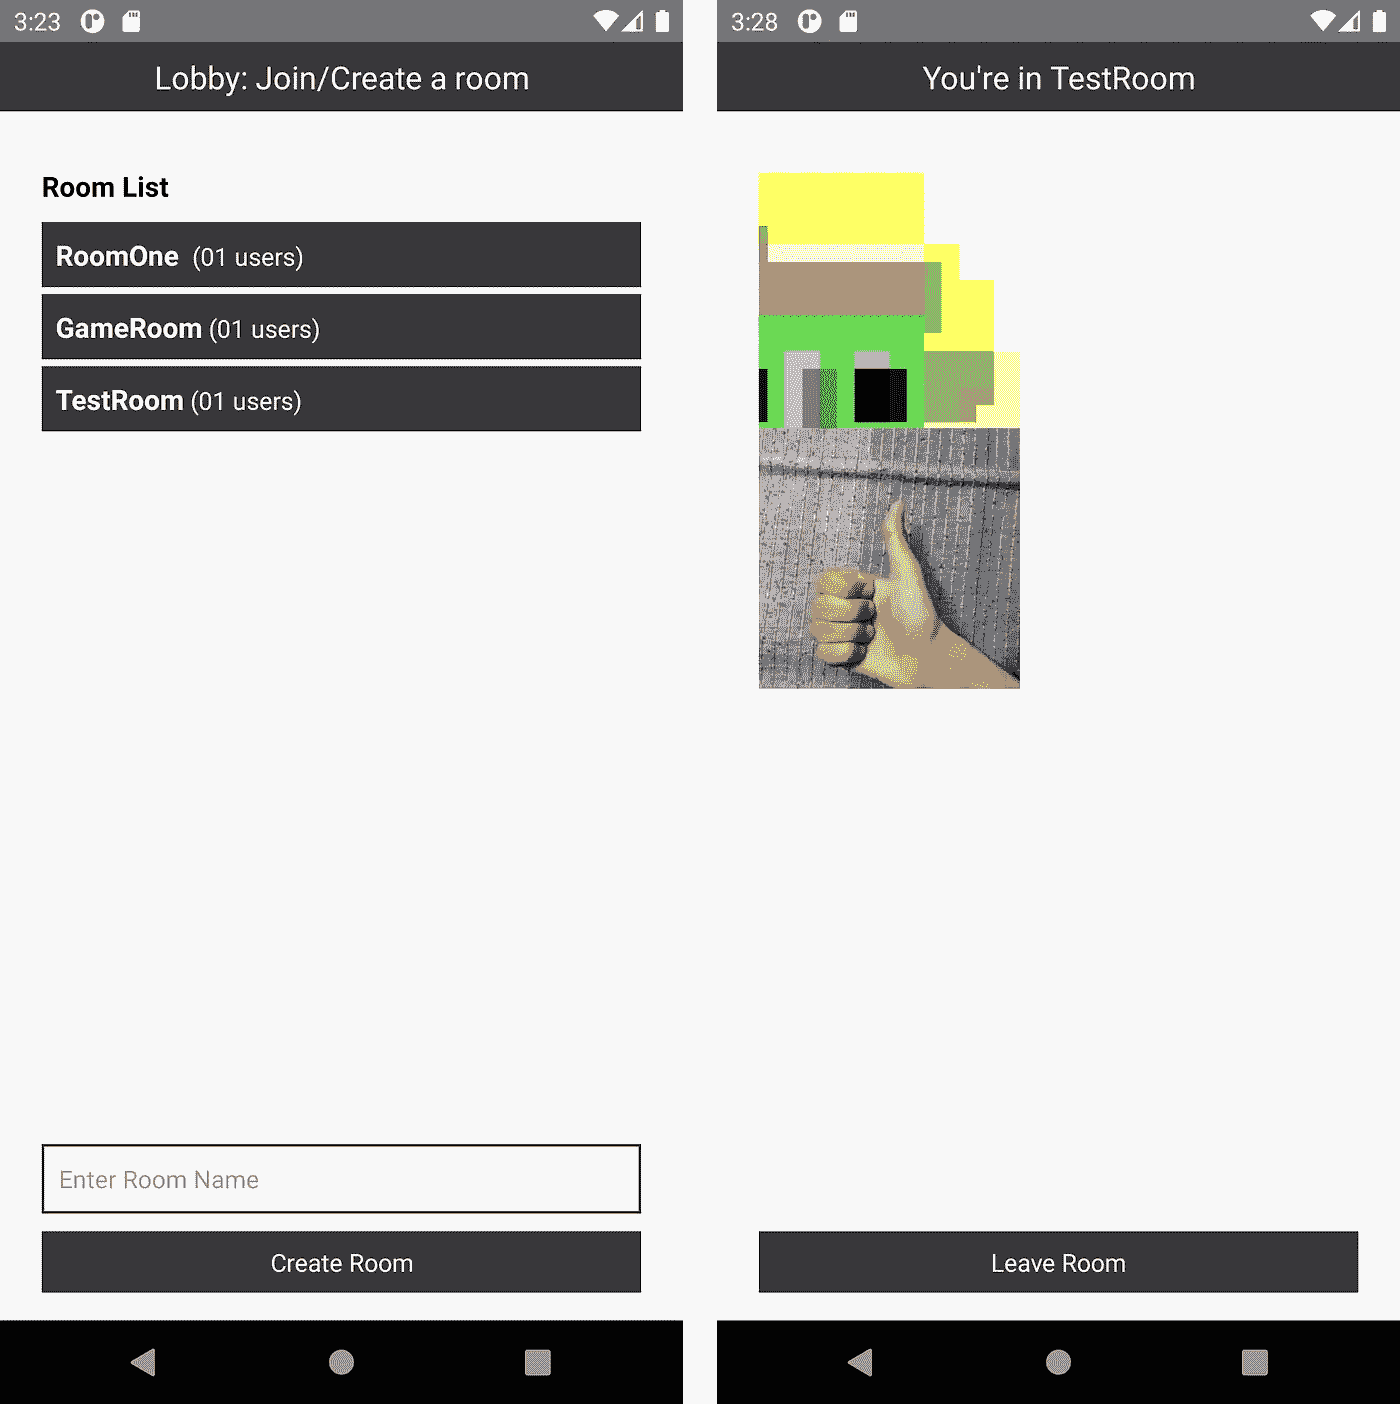 3:23
Lobby: Join/Create a room
Room List
RoomOne (01 users)
GameRoom (01 users)
TestRoom (01 users)
Enter Room Name
Create Room
3:28
You're in TestRoom
Leave Room